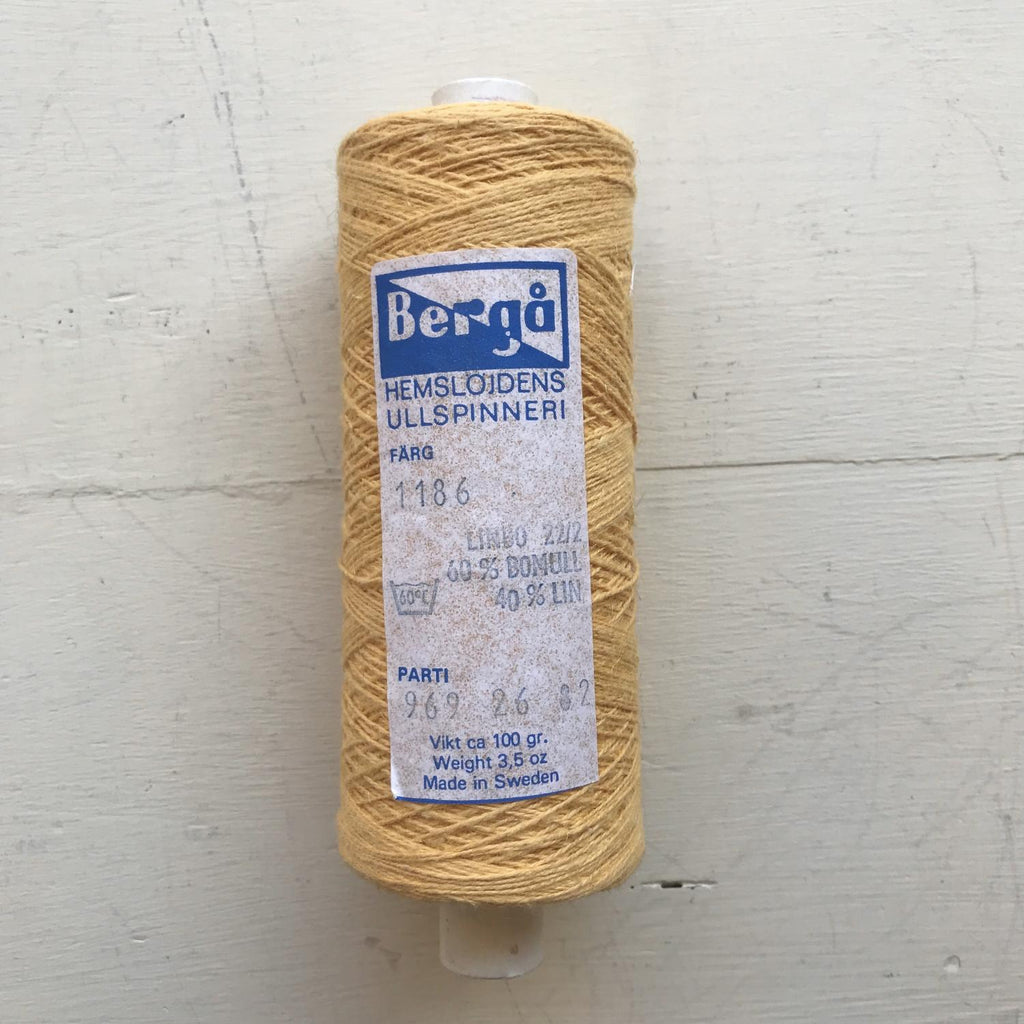 Bergå
HEMSLÖJDENS
ULLSPINNERI
FÄRG
1186
LINBO 22/2
60 % BOMULL
60°C
40 % LIN
PARTI
969 26 82
Vikt ca 100 gr.
Weight 3,5 oz
Made in Sweden